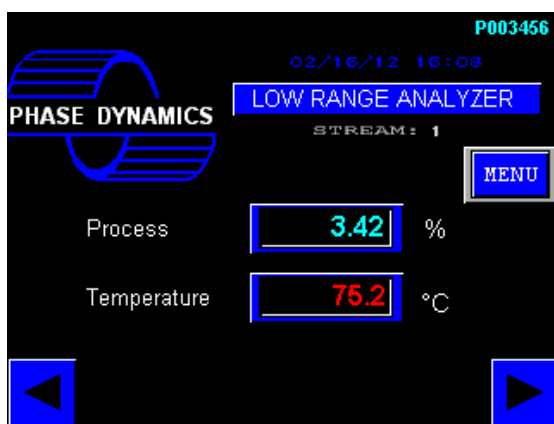 P003456
02/16/12 16:09
LOW RANGE ANALYZER
PHASE DYNAMICS
STREAM: 1
MENU
Process 3.42 %
Temperature 75.2 °C